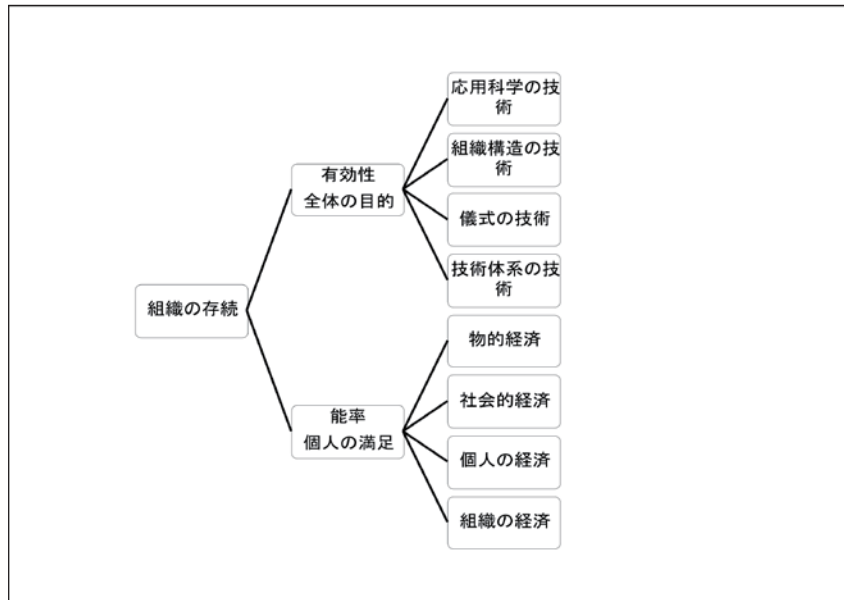 応用科学の技
術
組織構造の技
術
有効性
全体の目的
儀式の技術
技術体系の技
術
組織の存続
物的経済
社会的経済
能率
個人の満足
個人の経済
組織の経済